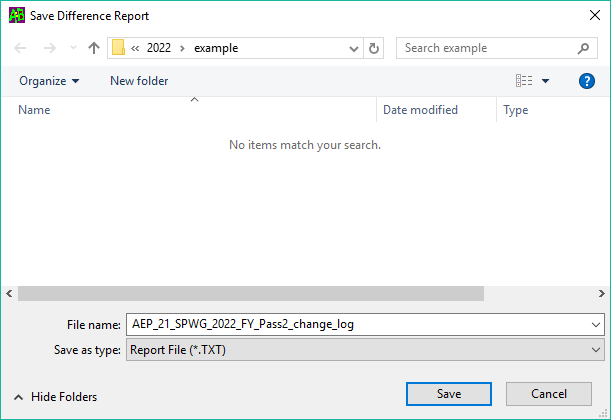 Save Difference Report
« 2022 > example
Search example
Organize
New folder
?
Name
Date modified
Type
No items match your search.
File name: AEP_21_SPWG_2022_FY_Pass2_change_log
Save as type: Report File (*.TXT)
Hide Folders
Save
Cancel